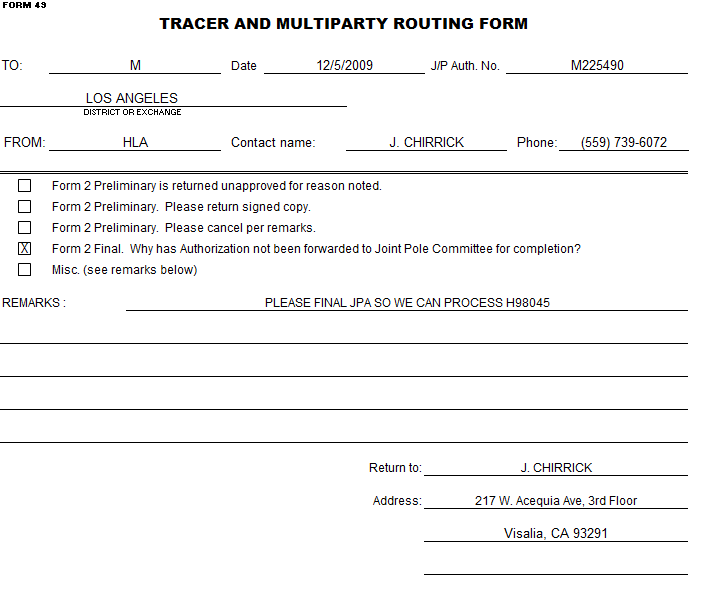 FORM 49
TRACER AND MULTIPARTY ROUTING FORM
TO: M Date 12/5/2009 J/P Auth. No. M225490
LOS ANGELES
DISTRICT OR EXCHANGE
FROM: HLA Contact name: J. CHIRRICK Phone: (559) 739-6072
Form 2 Preliminary is returned unapproved for reason noted.
Form 2 Preliminary. Please return signed copy.
Form 2 Preliminary. Please cancel per remarks.
X Form 2 Final. Why has Authorization not been forwarded to Joint Pole Committee for completion?
Misc. (see remarks below)
REMARKS : PLEASE FINAL JPA SO WE CAN PROCESS H98045
Return to: J. CHIRRICK
Address: 217 W. Acequia Ave, 3rd Floor
Visalia, CA 93291